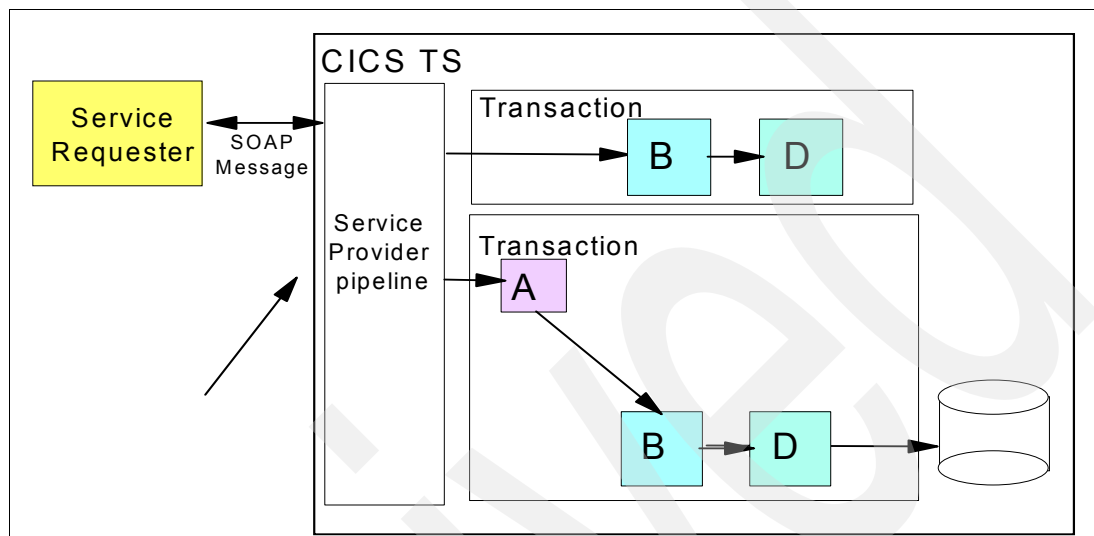 CICS TS
Service
Requester
SOAP
Message
Transaction
B
D
Service
Provider
pipeline
Transaction
A
B
D